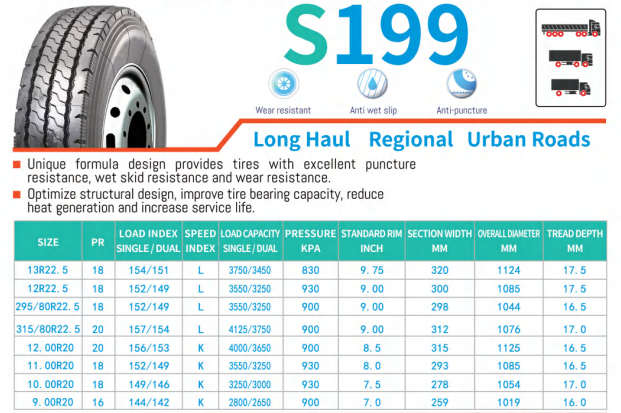 S199
Wear resistant Anti wet slip Anti-puncture
Long Haul Regional Urban Roads
Unique formula design provides tires with excellent puncture
resistance, wet skid resistance and wear resistance.
Optimize structural design, improve tire bearing capacity, reduce
heat generation and increase service life.
SIZE PR LOAD INDEX SINGLE / DUAL SPEED INDEX LOAD CAPACITY SINGLE / DUAL PRESSURE KPA STANDARD RIM INCH SECTION WIDTH MM OVERALL DIAMETER MM TREAD DEPTH MM
13R22.5 18 154/151 L 3750/3450 830 9.75 320 1124 17.5
12R22.5 18 152/149 L 3550/3250 930 9.00 300 1085 17.5
295/80R22.5 18 152/149 L 3550/3250 900 9.00 298 1044 16.5
315/80R22.5 20 157/154 L 4125/3750 900 9.00 312 1076 17.0
12.00R20 20 156/153 K 4000/3650 900 8.5 315 1125 16.5
11.00R20 18 152/149 K 3550/3250 930 8.0 293 1085 16.5
10.00R20 18 149/146 K 3250/3000 930 7.5 278 1054 17.0
9.00R20 16 144/142 K 2800/2650 900 7.0 259 1019 16.0